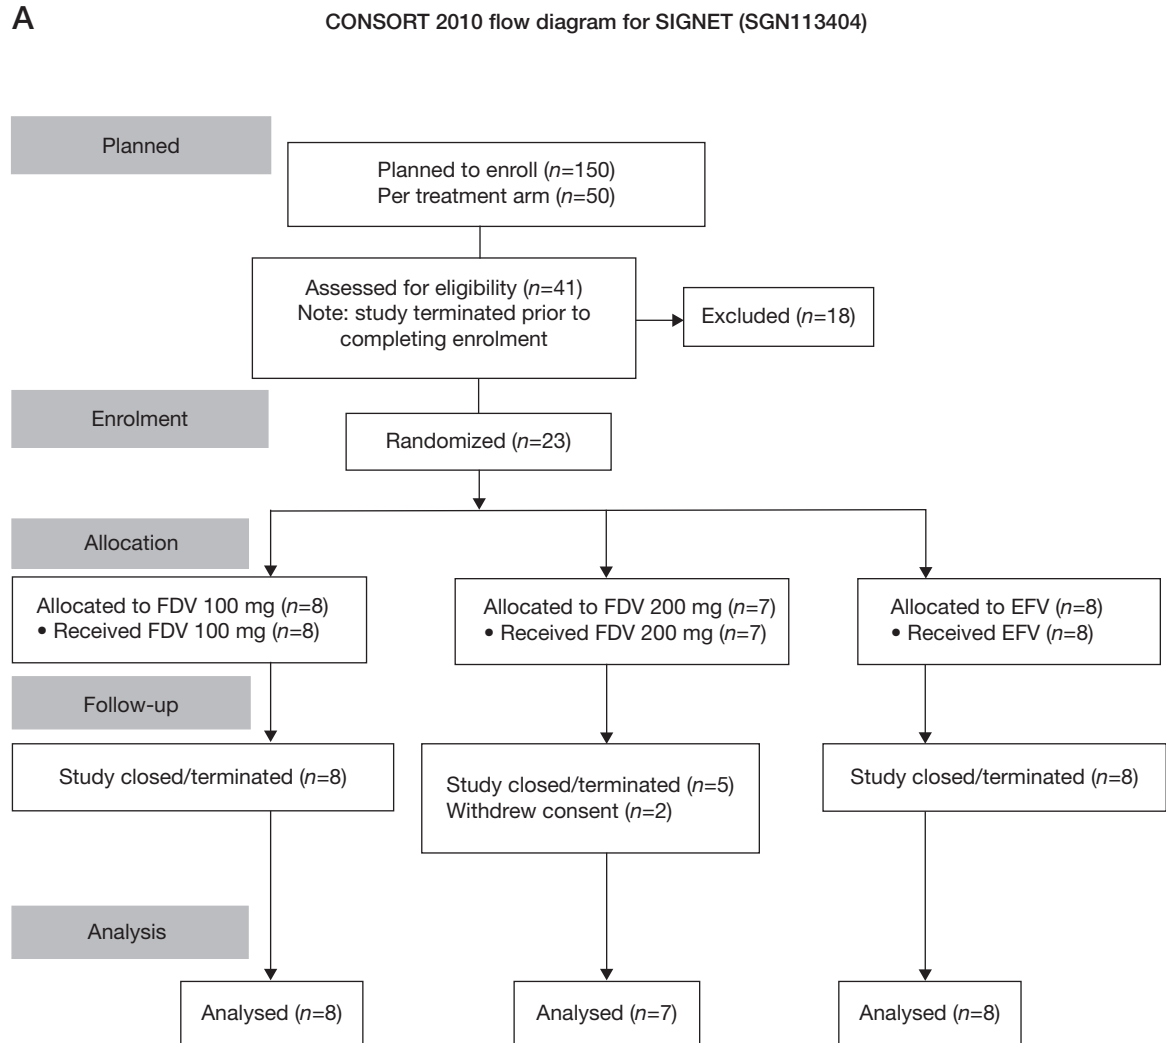 A
CONSORT 2010 flow diagram for SIGNET (SGN113404)
Planned
Planned to enroll (n=150)
Per treatment arm (n=50)
Assessed for eligibility (n=41)
Note: study terminated prior to
completing enrolment
Excluded (n=18)
Enrolment
Randomized (n=23)
Allocation
Allocated to FDV 100 mg (n=8)
• Received FDV 100 mg (n=8)
Allocated to FDV 200 mg (n=7)
• Received FDV 200 mg (n=7)
Allocated to EFV (n=8)
• Received EFV (n=8)
Follow-up
Study closed/terminated (n=8)
Study closed/terminated (n=5)
Withdrew consent (n=2)
Study closed/terminated (n=8)
Analysis
Analysed (n=8)
Analysed (n=7)
Analysed (n=8)